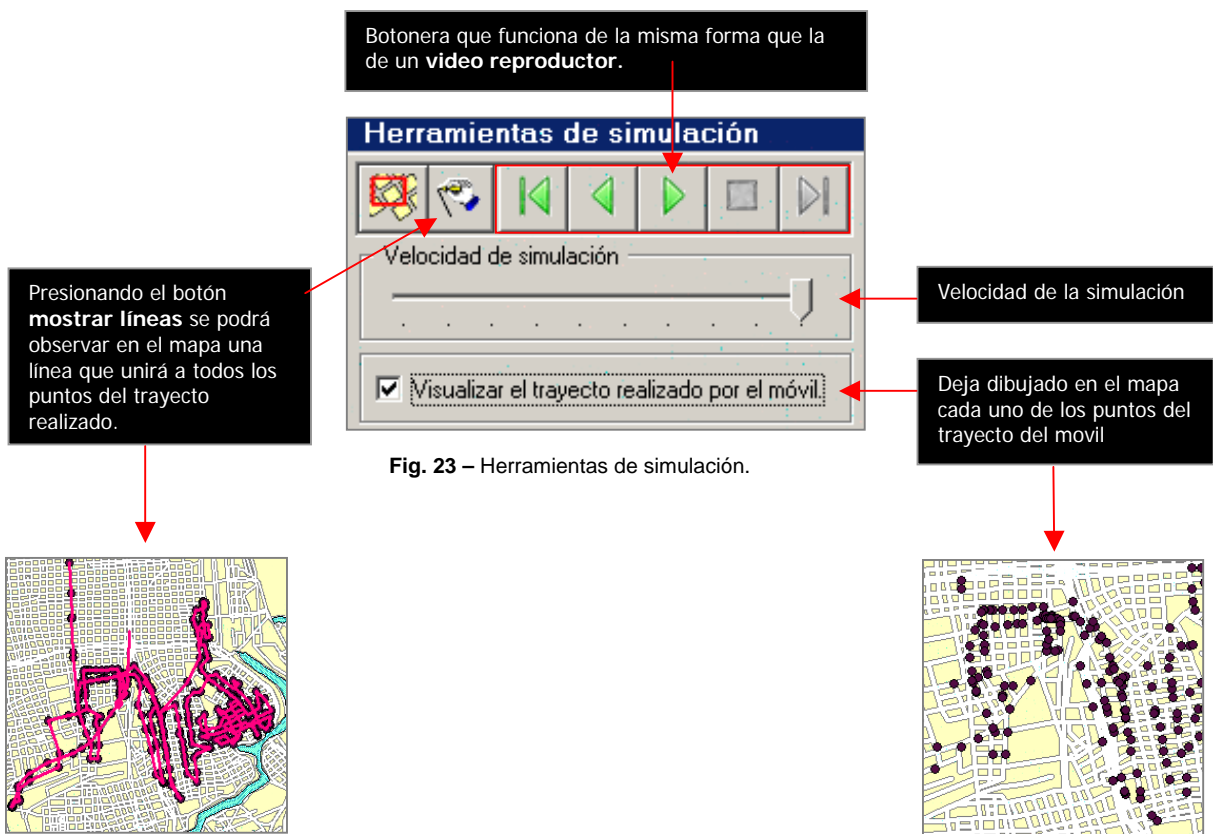 Botonera que funciona de la misma forma que la
de un video reproductor.
Herramientas de simulación
Velocidad de simulación
Presionando el botón
mostrar líneas se podrá
observar en el mapa una
línea que unirá a todos los
puntos del trayecto
realizado.
Velocidad de la simulación
Visualizar el trayecto realizado por el móvil.
Deja dibujado en el mapa
cada uno de los puntos del
trayecto del movil
Fig. 23 – Herramientas de simulación.